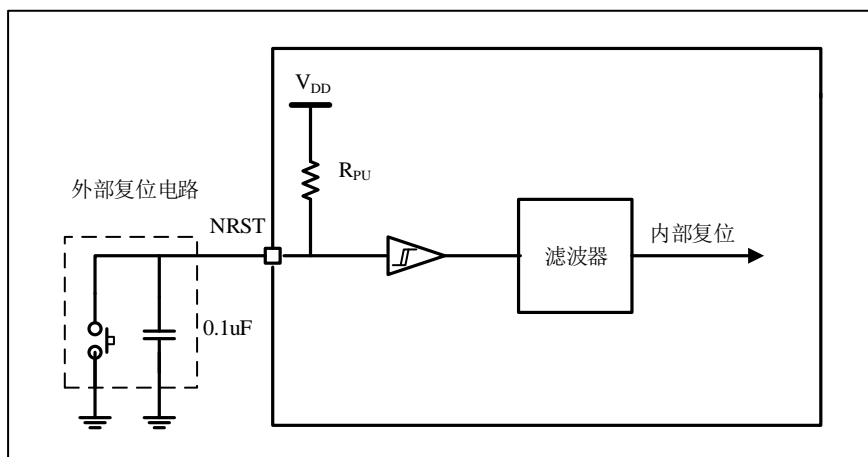 V_DD
R_PU
外部复位电路
NRST
内部复位
滤波器
0.1uF